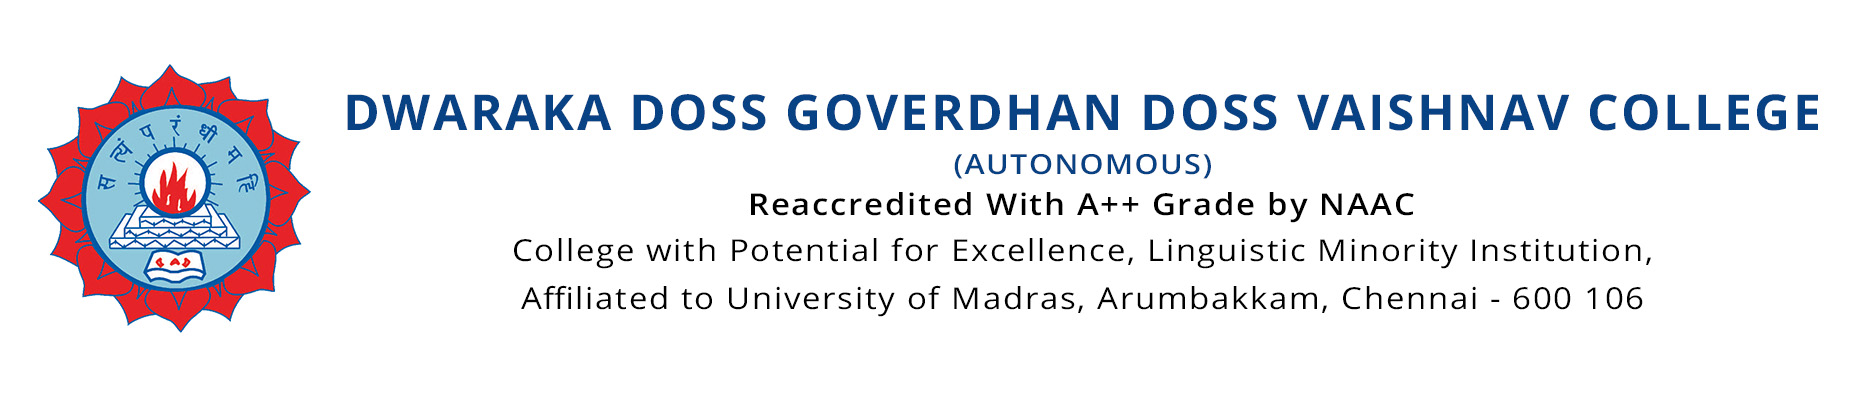 सत्यं परं धीमहि
DWARAKA DOSS GOVERDHAN DOSS VAISHNAV COLLEGE
(AUTONOMOUS)
Reaccredited With A++ Grade by NAAC
College with Potential for Excellence, Linguistic Minority Institution,
Affiliated to University of Madras, Arumbakkam, Chennai - 600 106